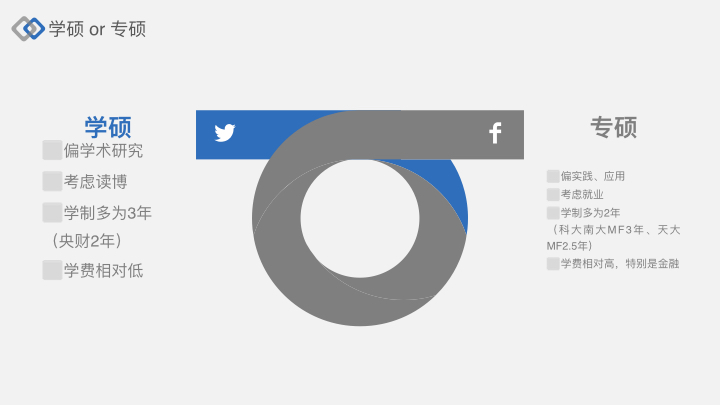 学硕 or 专硕
学硕
偏学术研究
考虑读博
学制多为3年
（央财2年）
学费相对低
专硕
偏实践、应用
考虑就业
学制多为2年
（科大南大MF3年、天大
MF2.5年）
学费相对高，特别是金融